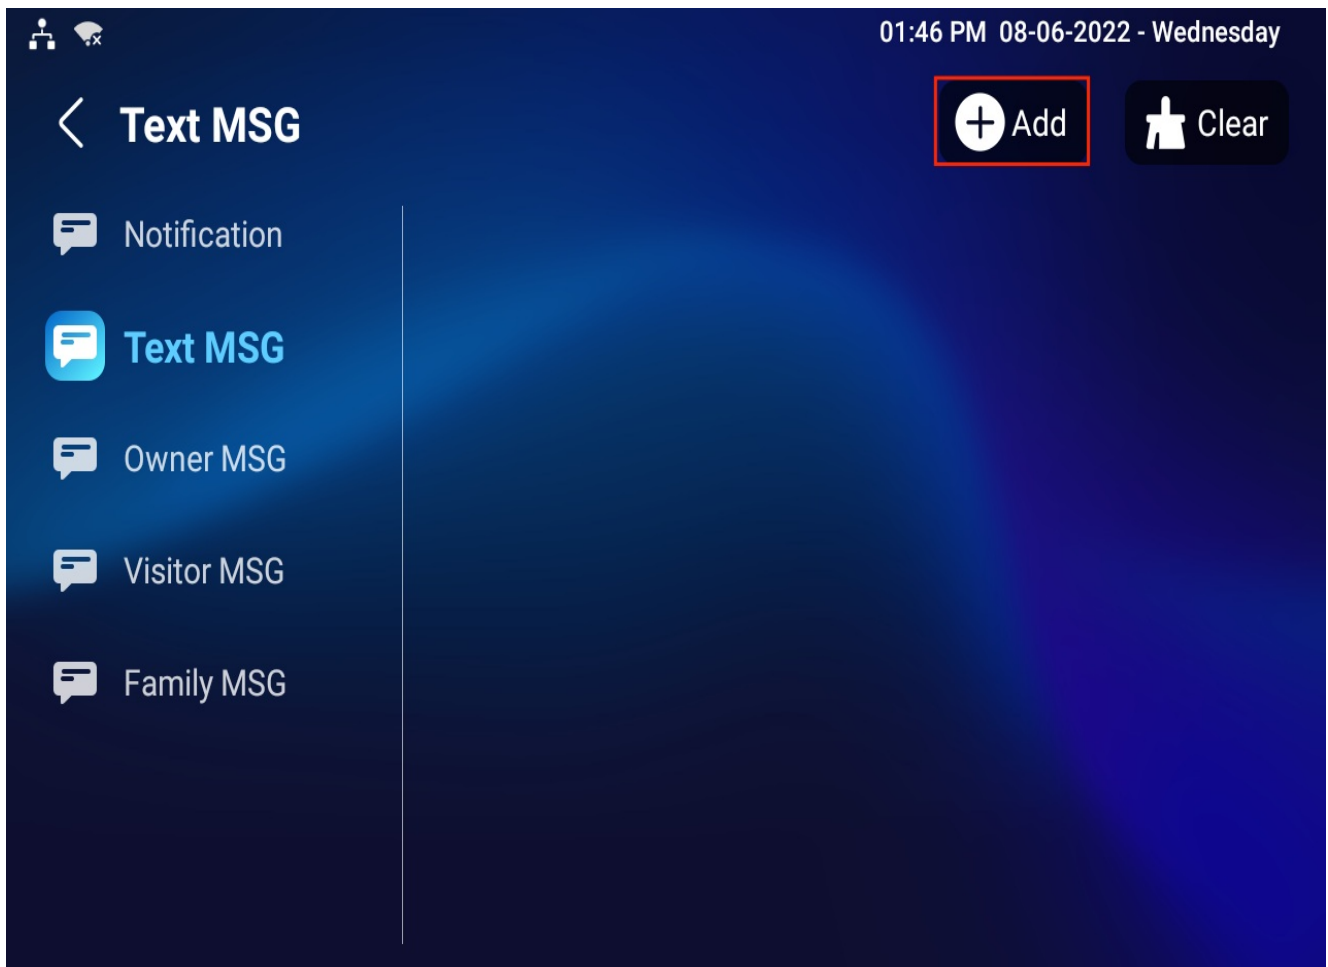 01:46 PM 08-06-2022 - Wednesday
Text MSG
Add
Clear
Notification
Text MSG
Owner MSG
Visitor MSG
Family MSG